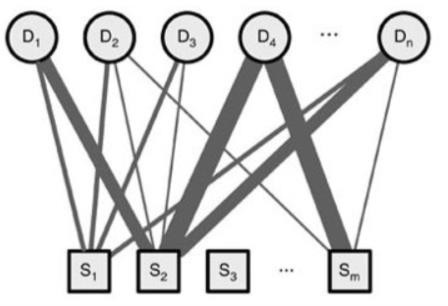 D1 D2 D3 D4 ... Dn
S1 S2 S3 ... Sm